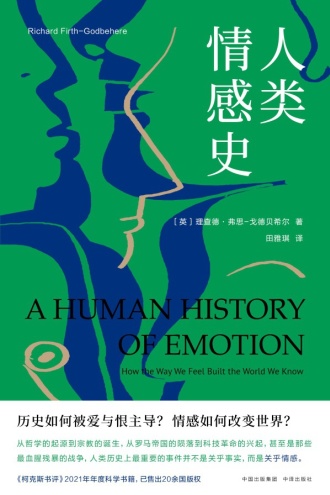 Richard Firth-Godbehere
人类
情感史
[英] 理查德·弗思-戈德贝希尔 著
田雅琪 译
A HUMAN HISTORY
OF EMOTION
How the Way We Feel Built the World We Know
历史如何被爱与恨主导？情感如何改变世界？
从哲学的起源到宗教的诞生，从罗马帝国的陨落到科技革命的兴起，甚至是那些
最血腥残暴的战争，人类历史上最重要的事件并不是关乎事实，而是关乎情感。
《柯克斯书评》2021年年度科学书籍，已售出20余国版权
中国出版集团 中译出版社